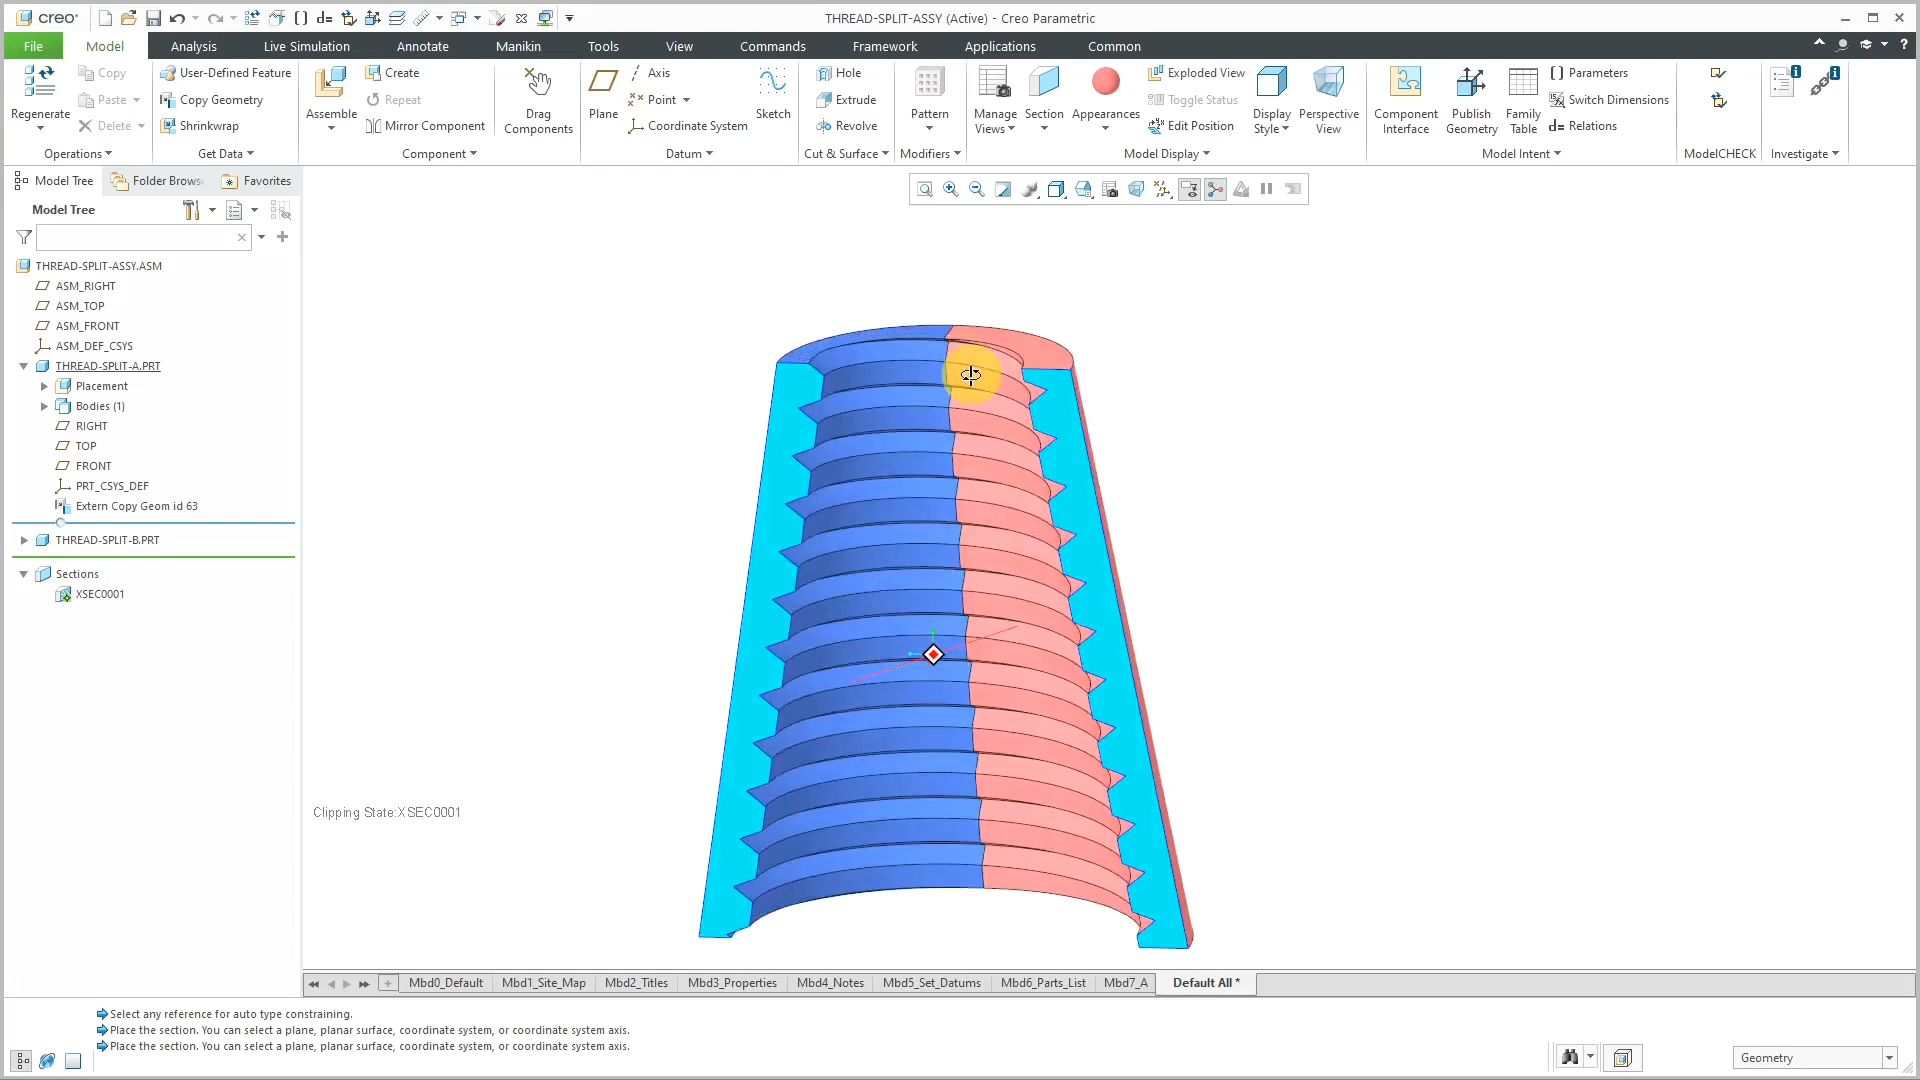 creo
THREAD-SPLIT-ASSY (Active) - Creo Parametric
File
Model
Analysis
Live Simulation
Annotate
Manikin
Tools
View
Commands
Framework
Applications
Common
Regenerate
Copy
Paste
Delete
User-Defined Feature
Copy Geometry
Shrinkwrap
Assemble
Create
Repeat
Mirror Component
Drag
Components
Plane
Axis
Point
Coordinate System
Sketch
Hole
Extrude
Revolve
Pattern
Manage
Views
Section
Appearances
Exploded View
Toggle Status
Edit Position
Display
Style
Perspective
View
Component
Interface
Publish
Geometry
Family
Table
Parameters
Switch Dimensions
d= Relations
Operations
Get Data
Component
Datum
Cut & Surface
Modifiers
Model Display
Model Intent
ModelCHECK
Investigate
Model Tree
Folder Brows
Favorites
Model Tree
THREAD-SPLIT-ASSY.ASM
ASM_RIGHT
ASM_TOP
ASM_FRONT
ASM_DEF_CSYS
THREAD-SPLIT-A.PRT
Placement
Bodies (1)
RIGHT
TOP
FRONT
PRT_CSYS_DEF
Extern Copy Geom id 63
THREAD-SPLIT-B.PRT
Sections
XSEC0001
Clipping State:XSEC0001
Mbd0_Default
Mbd1_Site_Map
Mbd2_Titles
Mbd3_Properties
Mbd4_Notes
Mbd5_Set_Datums
Mbd6_Parts_List
Mbd7_A
Default All *
Select any reference for auto type constraining.
Place the section. You can select a plane, planar surface, coordinate system, or coordinate system axis.
Place the section. You can select a plane, planar surface, coordinate system, or coordinate system axis.
Geometry